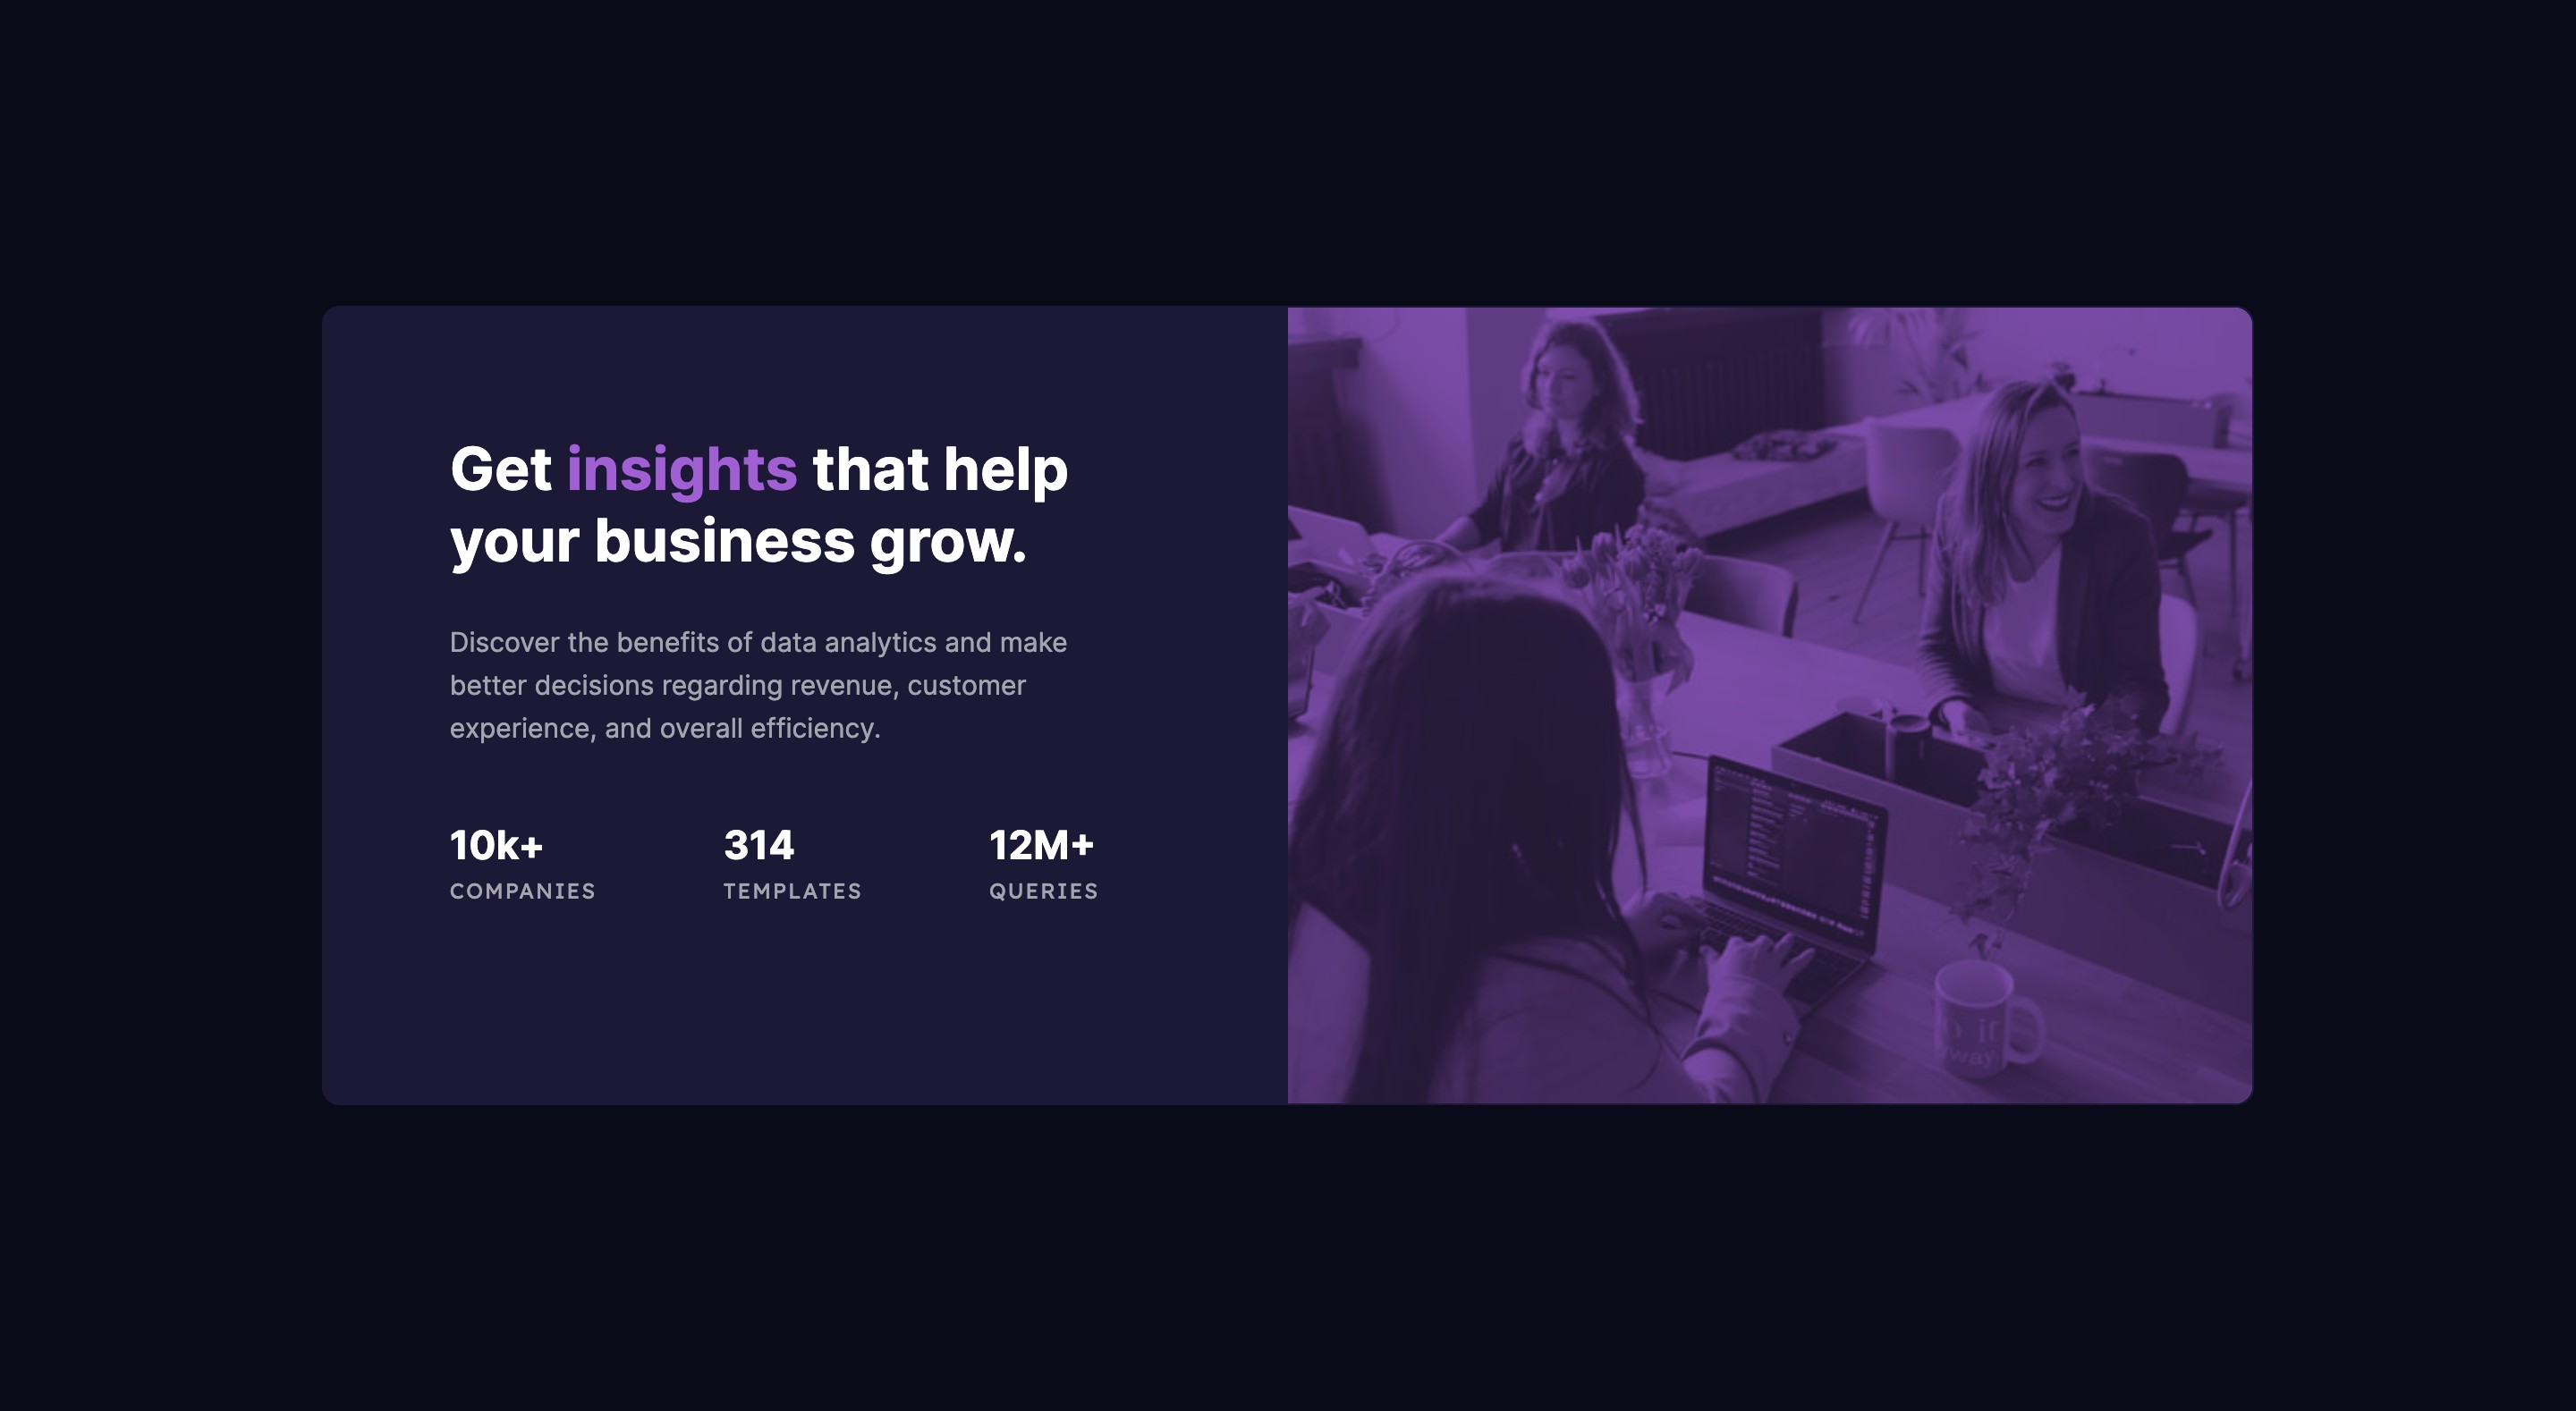 Get insights that help
your business grow.
Discover the benefits of data analytics and make
better decisions regarding revenue, customer
experience, and overall efficiency.
10k+ 314 12M+
COMPANIES TEMPLATES QUERIES